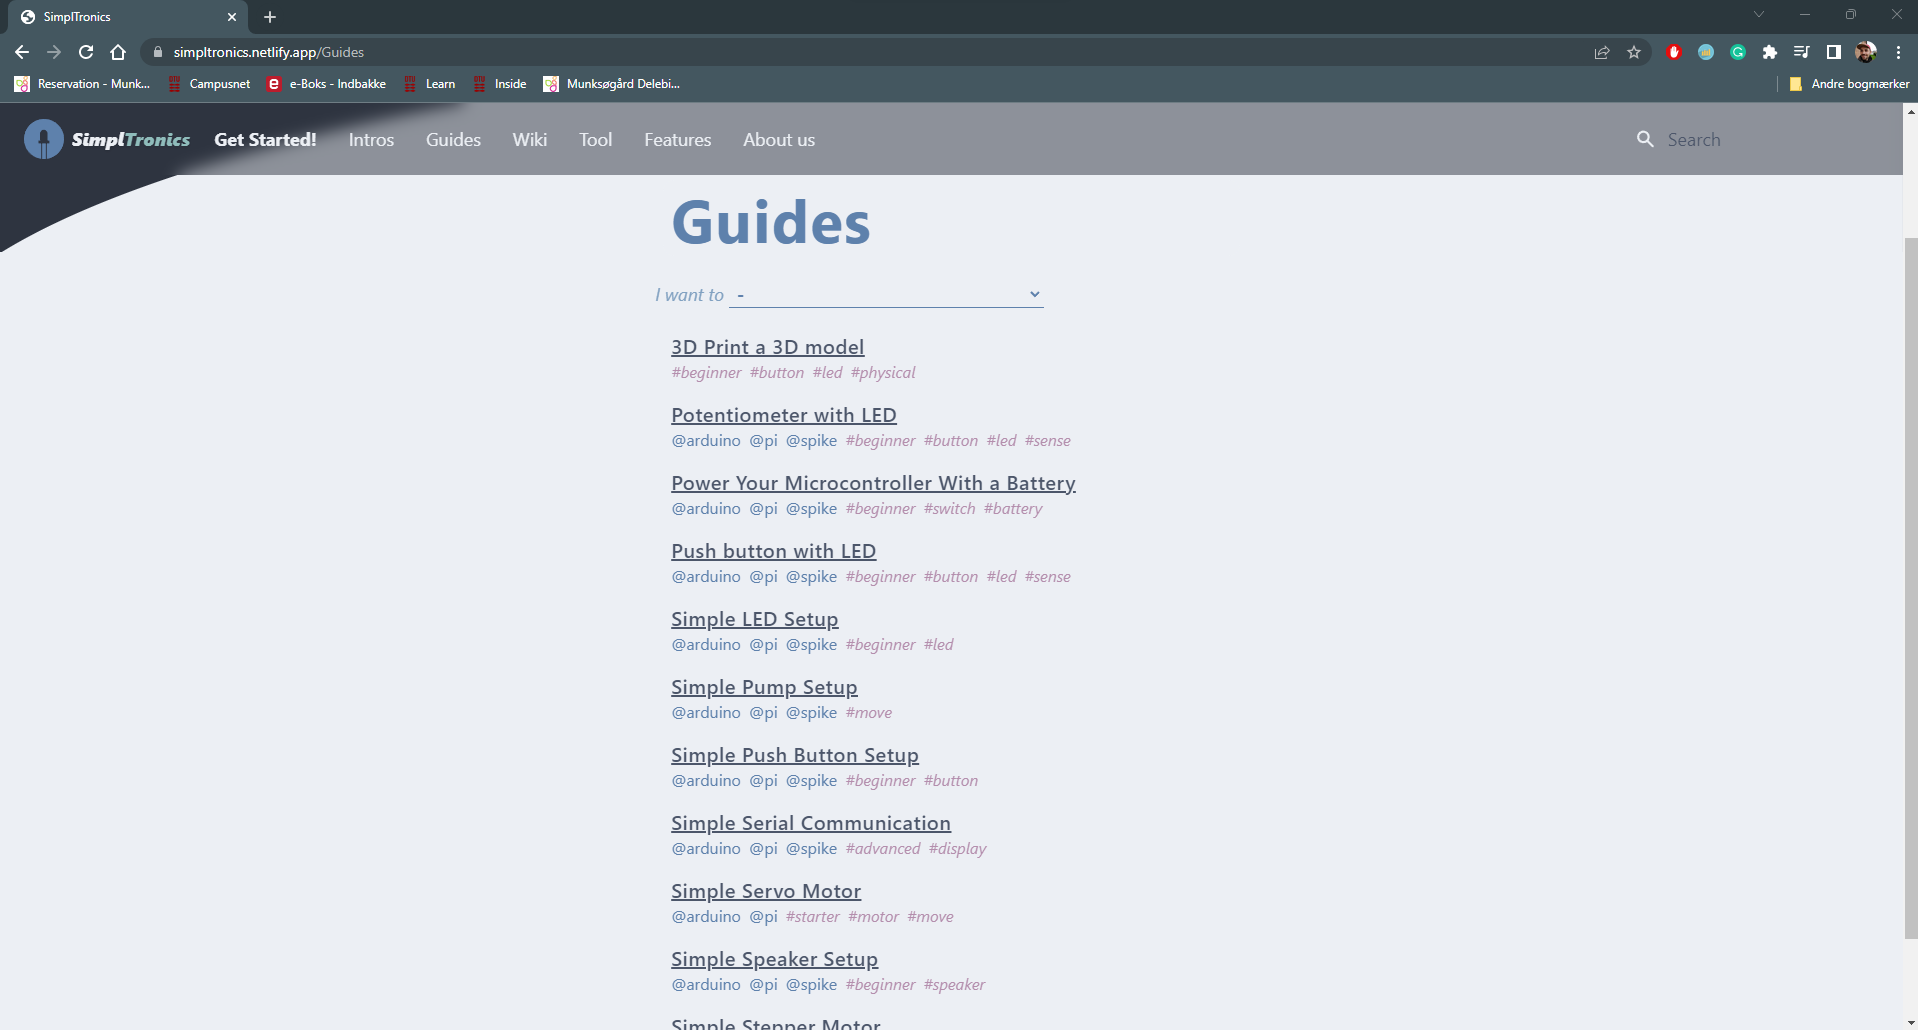 SimplTronics
simpltronics.netlify.app/Guides
Reservation - Munk... Campusnet e-Boks - Indbakke Learn Inside Munksøgård Delebi... Andre bogmærker
SimplTronics Get Started! Intros Guides Wiki Tool Features About us Search
Guides
I want to -
3D Print a 3D model
#beginner #button #led #physical
Potentiometer with LED
@arduino @pi @spike #beginner #button #led #sense
Power Your Microcontroller With a Battery
@arduino @pi @spike #beginner #switch #battery
Push button with LED
@arduino @pi @spike #beginner #button #led #sense
Simple LED Setup
@arduino @pi @spike #beginner #led
Simple Pump Setup
@arduino @pi @spike #move
Simple Push Button Setup
@arduino @pi @spike #beginner #button
Simple Serial Communication
@arduino @pi @spike #advanced #display
Simple Servo Motor
@arduino @pi #starter #motor #move
Simple Speaker Setup
@arduino @pi @spike #beginner #speaker
Simple Stepper Motor